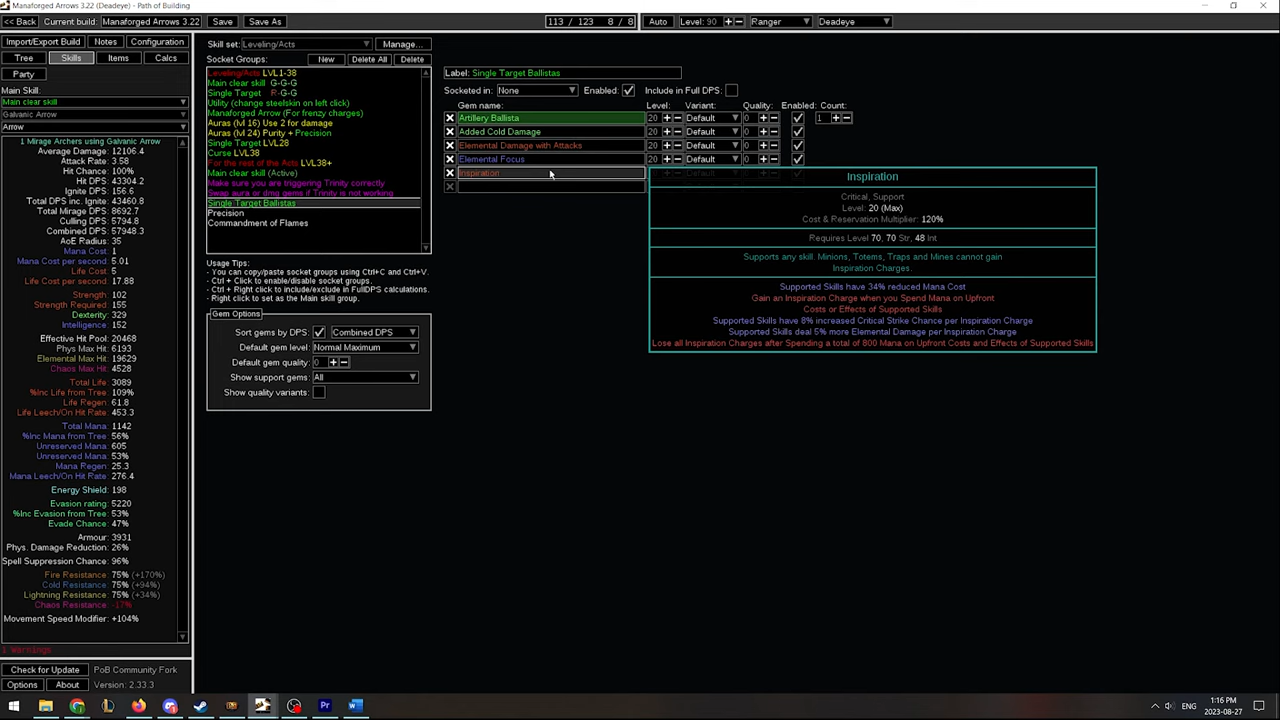 Manaforged Arrows 3.22 (Deadeye) - Path of Building
<< Back Current build: Manaforged Arrows 3.22 Save Save As 113 / 123 8 / 8 Auto Level: 90 + - Ranger Deadeye
Import/Export Build Notes Configuration
Tree Skills Items Calcs
Party
Main Skill:
Main clear skill
Galvanic Arrow
Arrow
1 Mirage Archers using Galvanic Arrow
Average Damage: 12106.4
Attack Rate: 3.58
Hit Chance: 100%
Hit DPS: 43304.2
Ignite DPS: 156.6
Total DPS inc. Ignite: 43460.8
Total Mirage DPS: 8692.7
Culling DPS: 5794.8
Combined DPS: 57948.3
AoE Radius: 35
Mana Cost: 1
Mana Cost per second: 5.01
Life Cost: 5
Life Cost per second: 17.88
Strength: 102
Strength Required: 155
Dexterity: 329
Intelligence: 152
Effective Hit Pool: 20468
Phys Max Hit: 6193
Elemental Max Hit: 19629
Chaos Max Hit: 4528
Total Life: 3089
%Inc Life from Tree: 109%
Life Regen: 61.8
Life Leech/On Hit Rate: 453.3
Total Mana: 1142
%Inc Mana from Tree: 56%
Unreserved Mana: 605
Unreserved Mana: 53%
Mana Regen: 25.3
Mana Leech/On Hit Rate: 276.4
Energy Shield: 198
Evasion rating: 5220
%Inc Evasion from Tree: 53%
Evade Chance: 47%
Armour: 3931
Phys. Damage Reduction: 26%
Spell Suppression Chance: 96%
Fire Resistance: 75% (+170%)
Cold Resistance: 75% (+94%)
Lightning Resistance: 75% (+34%)
Chaos Resistance: -17%
Movement Speed Modifier: +104%
1 Warnings
Check for Update PoB Community Fork
Options About Version: 2.33.3
Skill set: Leveling/Acts Manage...
Socket Groups: New Delete All Delete
Leveling/Acts LVL1-38
Main clear skill G-G-G
Single Target R-G-G
Utility (change steelskin on left click)
Manaforged Arrow (For frenzy charges)
Auras (M 16) Use 2 for damage
Auras (M 24) Purity + Precision
Single Target LVL28
Curse LVL38
For the rest of the Acts LVL38+
Main clear skill (Active)
Make sure you are triggering Trinity correctly
Swap aura or dmg gems if Trinity is not working
Single Target Ballistas
Precision
Commandment of Flames
Usage Tips:
- You can copy/paste socket groups using Ctrl+C and Ctrl+V.
- Ctrl + Click to enable/disable socket groups.
- Ctrl + Right click to include/exclude in FullDPS calculations.
- Right click to set as the Main skill group.
Gem Options
Sort gems by DPS: Combined DPS
Default gem level: Normal Maximum
Default gem quality: 0 + -
Show support gems: All
Show quality variants:
Label: Single Target Ballistas
Socketed in: None Enabled: Include in Full DPS:
Gem name: Level: Variant: Quality: Enabled: Count:
X Artillery Ballista 20 + - Default 0 + - 1 + -
X Added Cold Damage 20 + - Default 0 + -
X Elemental Damage with Attacks 20 + - Default 0 + -
X Elemental Focus 20 + - Default 0 + -
X Inspiration
X
Inspiration
Critical, Support
Level: 20 (Max)
Cost & Reservation Multiplier: 120%
Requires Level 70, 70 Str, 48 Int
Supports any skill. Minions, Totems, Traps and Mines cannot gain
Inspiration Charges.
Supported Skills have 34% reduced Mana Cost
Gain an Inspiration Charge when you Spend Mana on Upfront
Costs or Effects of Supported Skills
Supported Skills have 8% increased Critical Strike Chance per Inspiration Charge
Supported Skills deal 5% more Elemental Damage per Inspiration Charge
Lose all Inspiration Charges after Spending a total of 800 Mana on Upfront Costs and Effects of Supported Skills
ENG 1:16 PM
2023-08-27